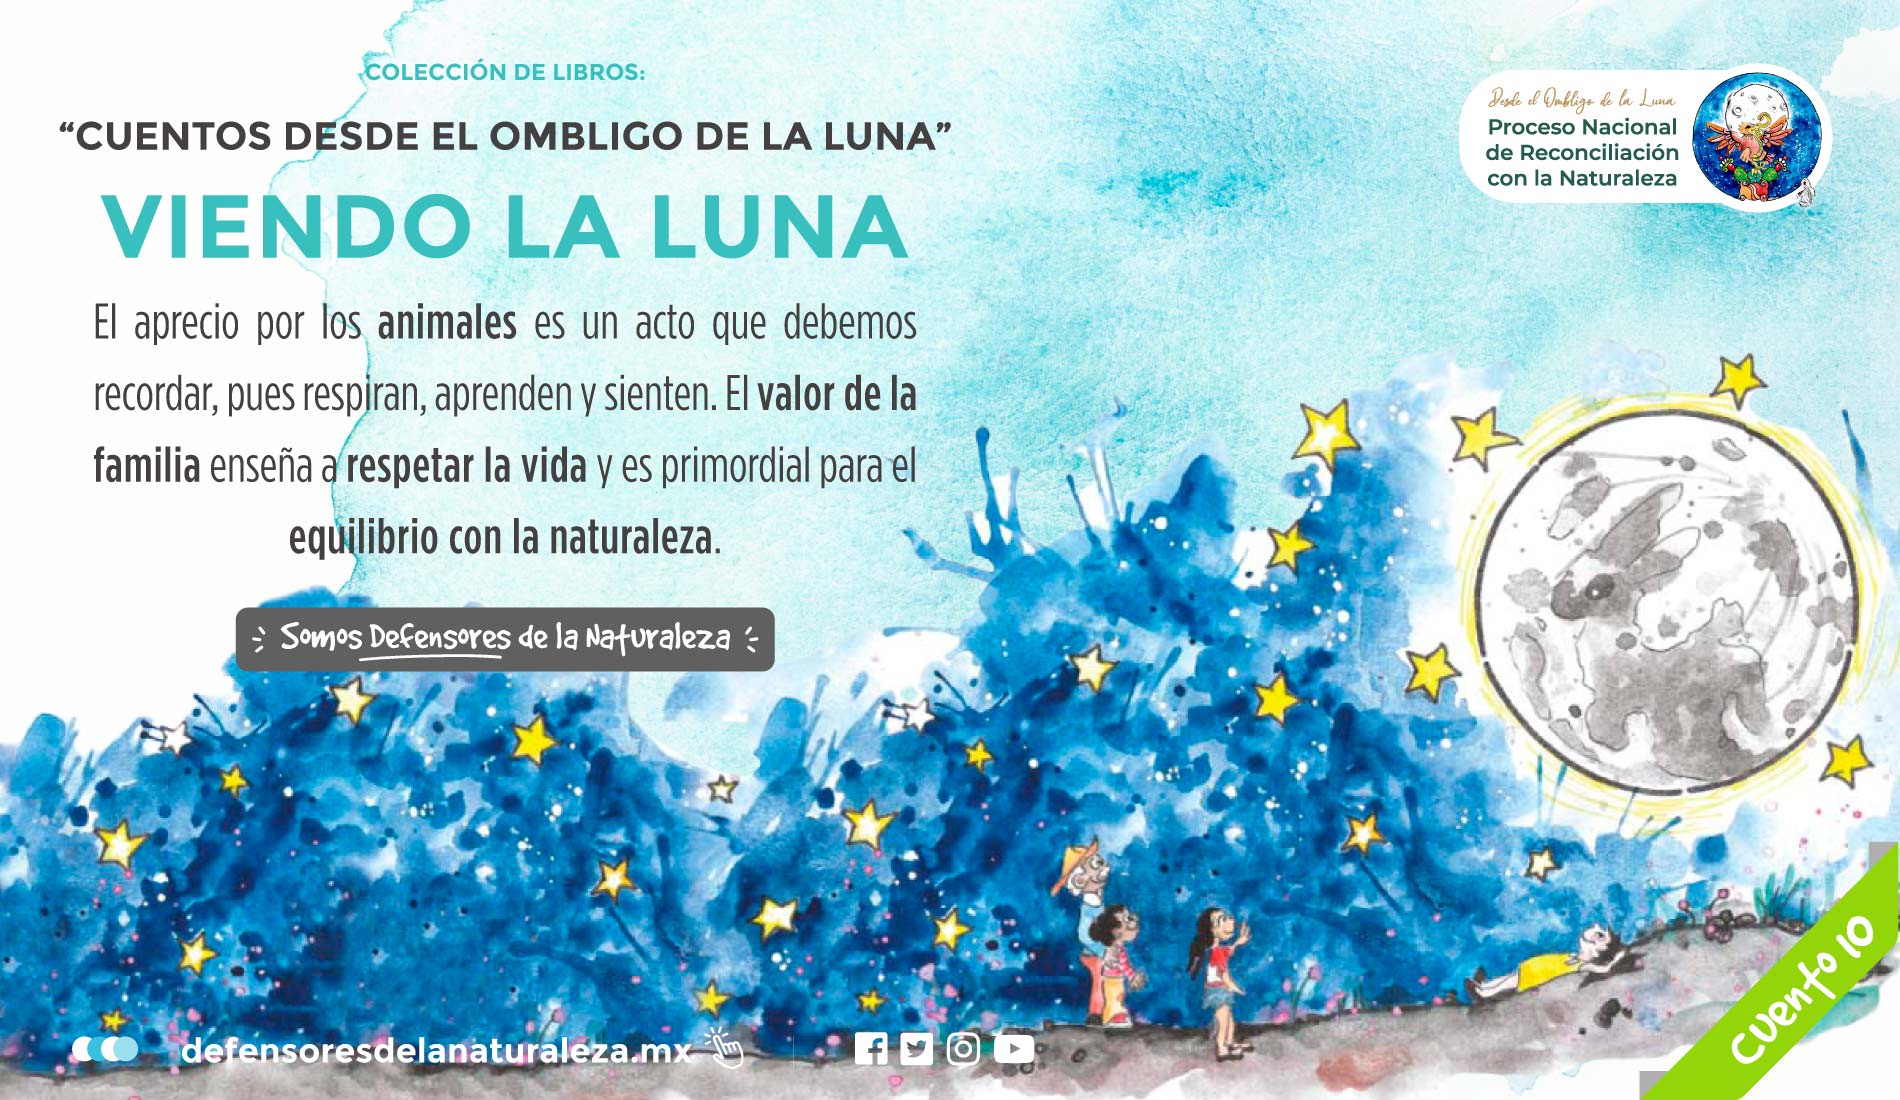 COLECCIÓN DE LIBROS:
“CUENTOS DESDE EL OMBLIGO DE LA LUNA”
VIENDO LA LUNA
El aprecio por los animales es un acto que debemos
recordar, pues respiran, aprenden y sienten. El valor de la
familia enseña a respetar la vida y es primordial para el
equilibrio con la naturaleza.
Somos Defensores de la Naturaleza
Desde el Ombligo de la Luna
Proceso Nacional
de Reconciliación
con la Naturaleza
defensoresdelanaturaleza.mx
Cuento 10